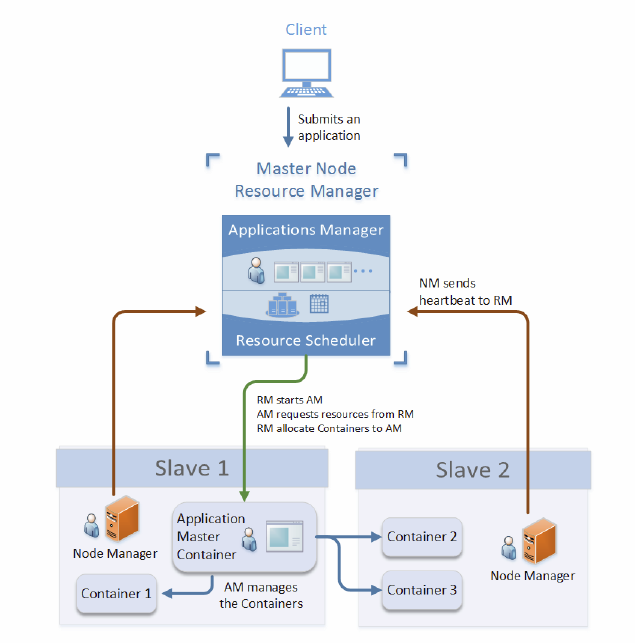 Client
Submits an
application
Master Node
Resource Manager
Applications Manager
NM sends
heartbeat to RM
Resource Scheduler
RM starts AM
AM requests resources from RM
RM allocate Containers to AM
Slave 1
Slave 2
Application
Master
Container
Node Manager
Container 1
AM manages
the Containers
Container 2
Container 3
Node Manager